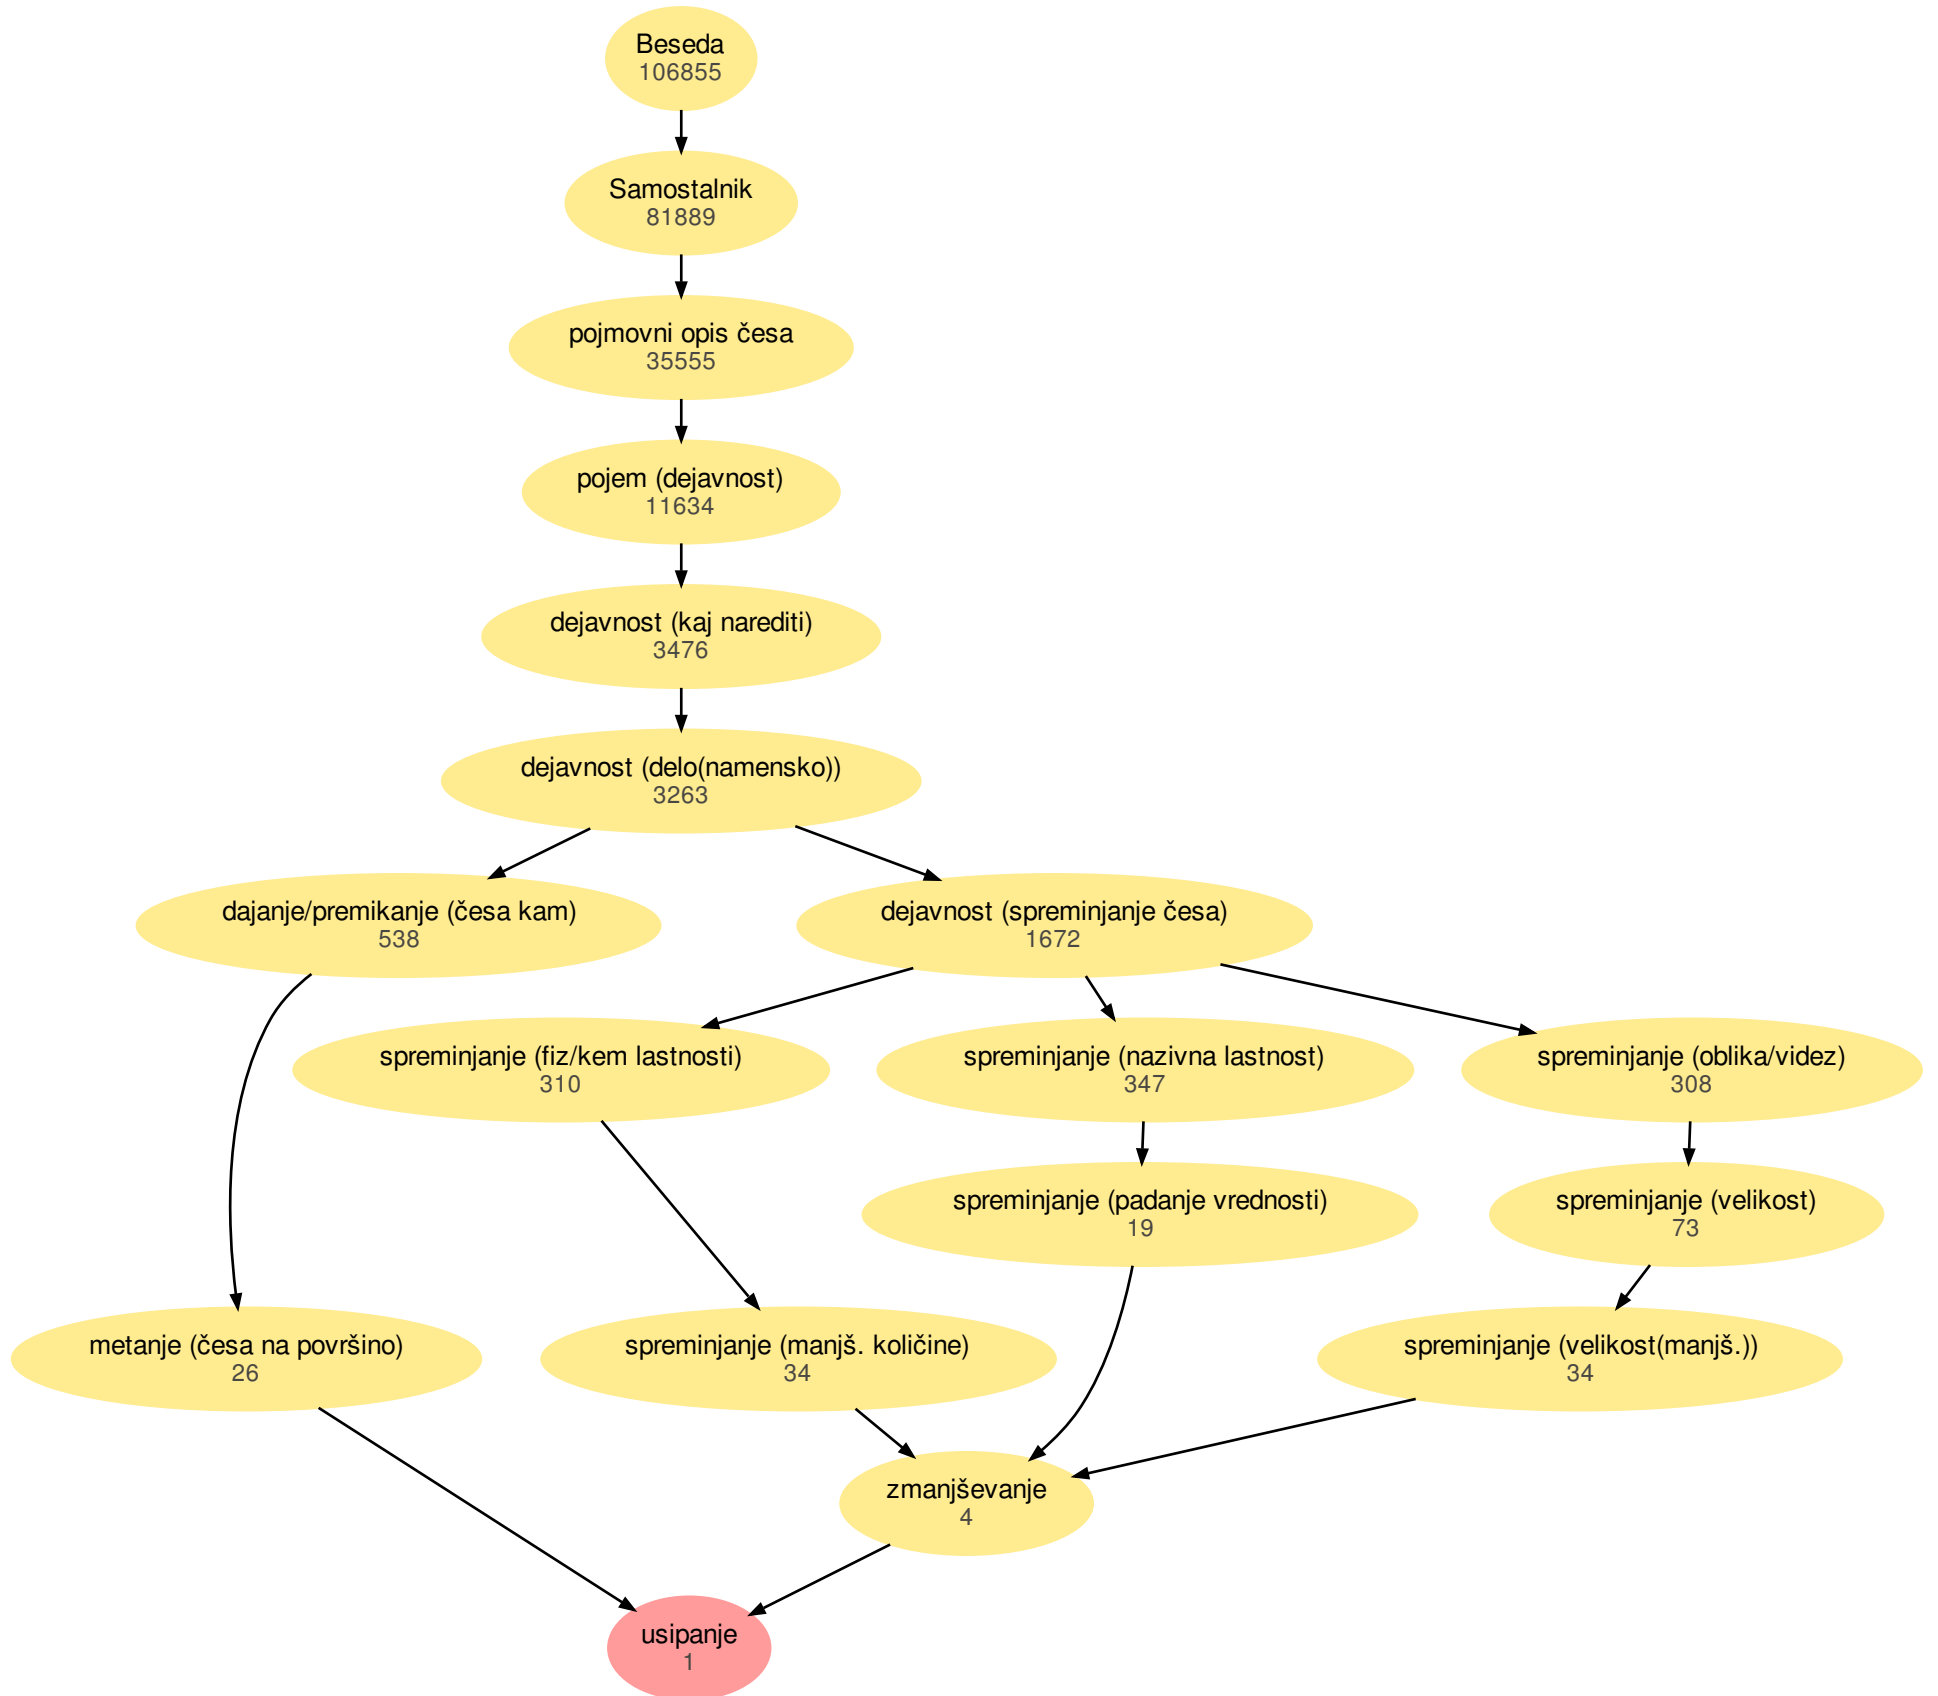 Beseda
106855
Samostalnik
81889
pojmovni opis česa
35555
pojem (dejavnost)
11634
dejavnost (kaj narediti)
3476
dejavnost (delo(namensko))
3263
dajanje/premikanje (česa kam)
538
dejavnost (spreminjanje česa)
1672
spreminjanje (fiz/kem lastnosti)
310
spreminjanje (nazivna lastnost)
347
spreminjanje (oblika/videz)
308
spreminjanje (padanje vrednosti)
19
spreminjanje (velikost)
73
metanje (česa na površino)
26
spreminjanje (manjš. količine)
34
spreminjanje (velikost(manjš.))
34
zmanjševanje
4
usipanje
1